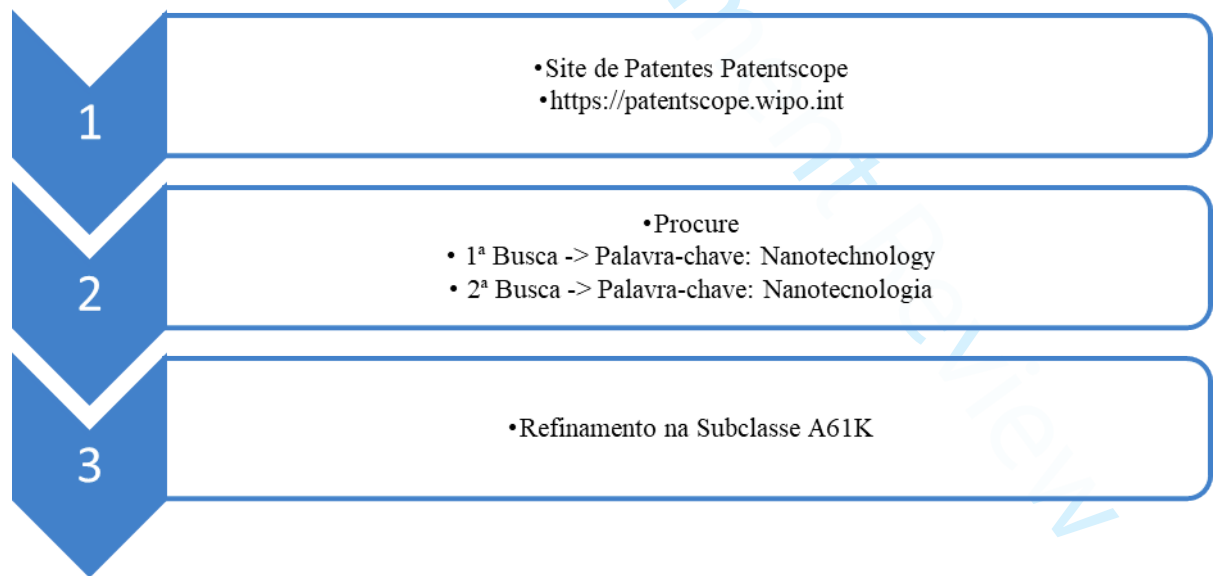 1
•Site de Patentes Patentscope
•https://patentscope.wipo.int
2
•Procure
• 1ª Busca -> Palavra-chave: Nanotechnology
• 2ª Busca -> Palavra-chave: Nanotecnologia
3
•Refinamento na Subclasse A61K
Review